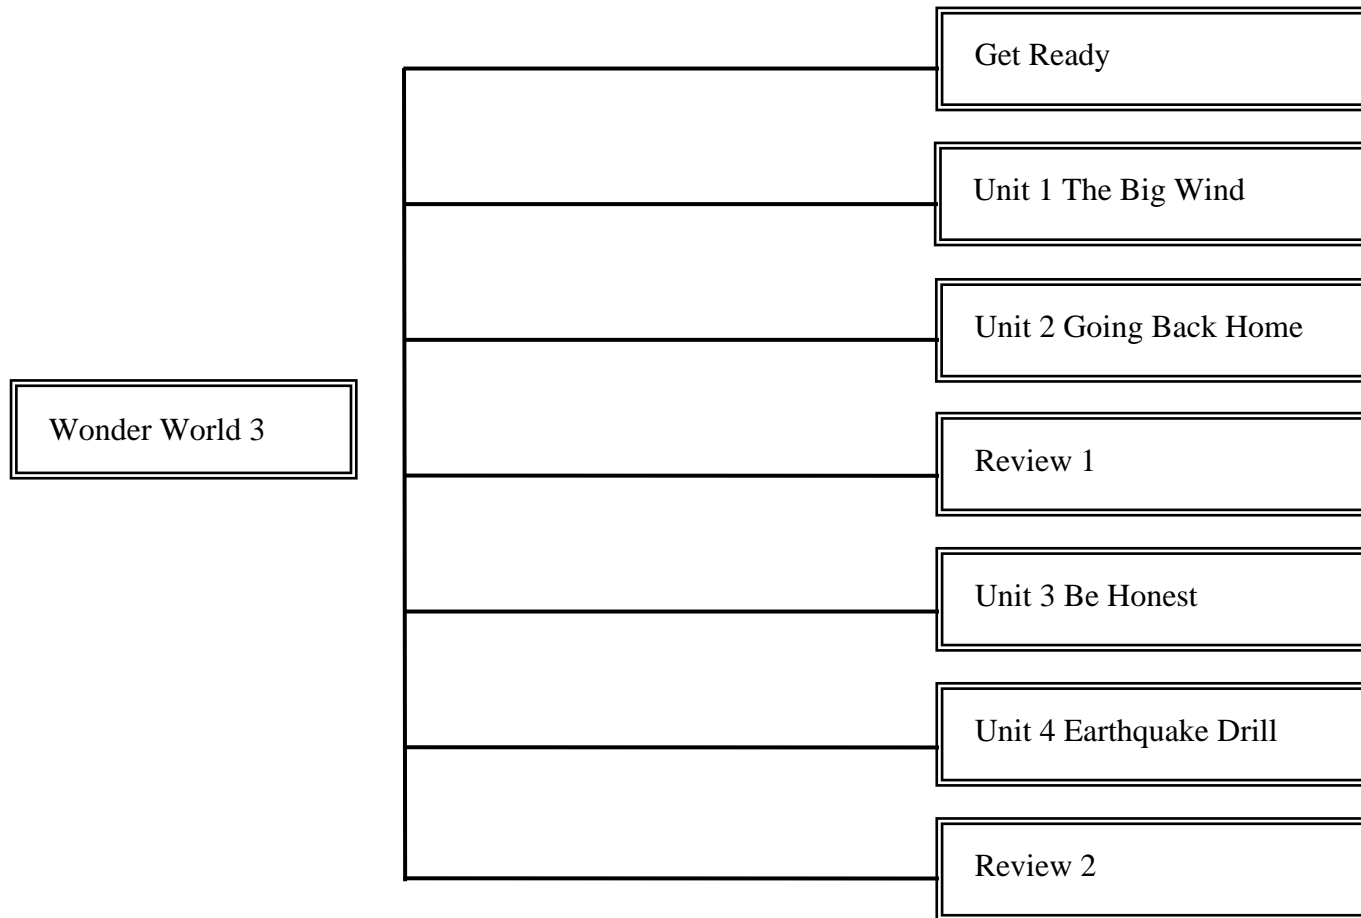 Wonder World 3
Get Ready
Unit 1 The Big Wind
Unit 2 Going Back Home
Review 1
Unit 3 Be Honest
Unit 4 Earthquake Drill
Review 2